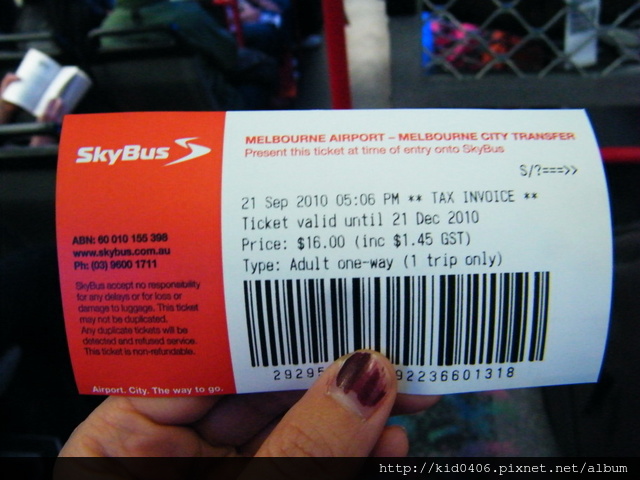 SkyBus
ABN: 60 010 155 398
www.skybus.com.au
Ph: (03) 9600 1711
SkyBus accept no responsibility
for any delays or for loss or
damage to luggage. This ticket
may not be duplicated.
Any duplicate tickets will be
detected and refused service.
This ticket is non-refundable.
Airport. City. The way to go.
MELBOURNE AIRPORT – MELBOURNE CITY TRANSFER
Present this ticket at time of entry onto SkyBus
S/?===>>
21 Sep 2010 05:06 PM ** TAX INVOICE **
Ticket valid until 21 Dec 2010
Price: $16.00 (inc $1.45 GST)
Type: Adult one-way (1 trip only)
http://kid0406.pixnet.net/album